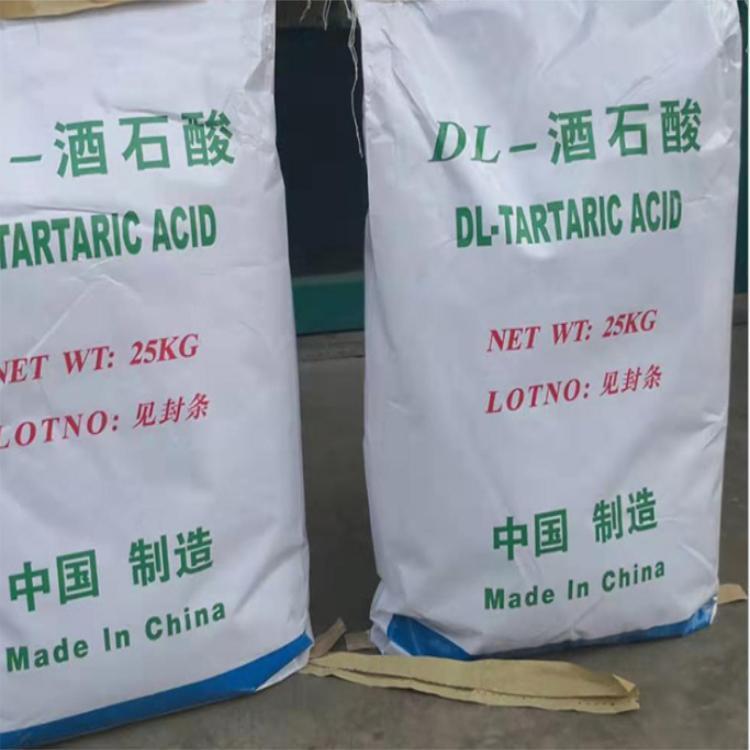 -酒石酸
TARTARIC ACID
NET WT: 25KG
LOTNO: 见封条
中国 制造
Made In China
DL-酒石酸
DL-TARTARIC ACID
NET WT: 25KG
LOTNO: 见封条
中国 制造
Made In China